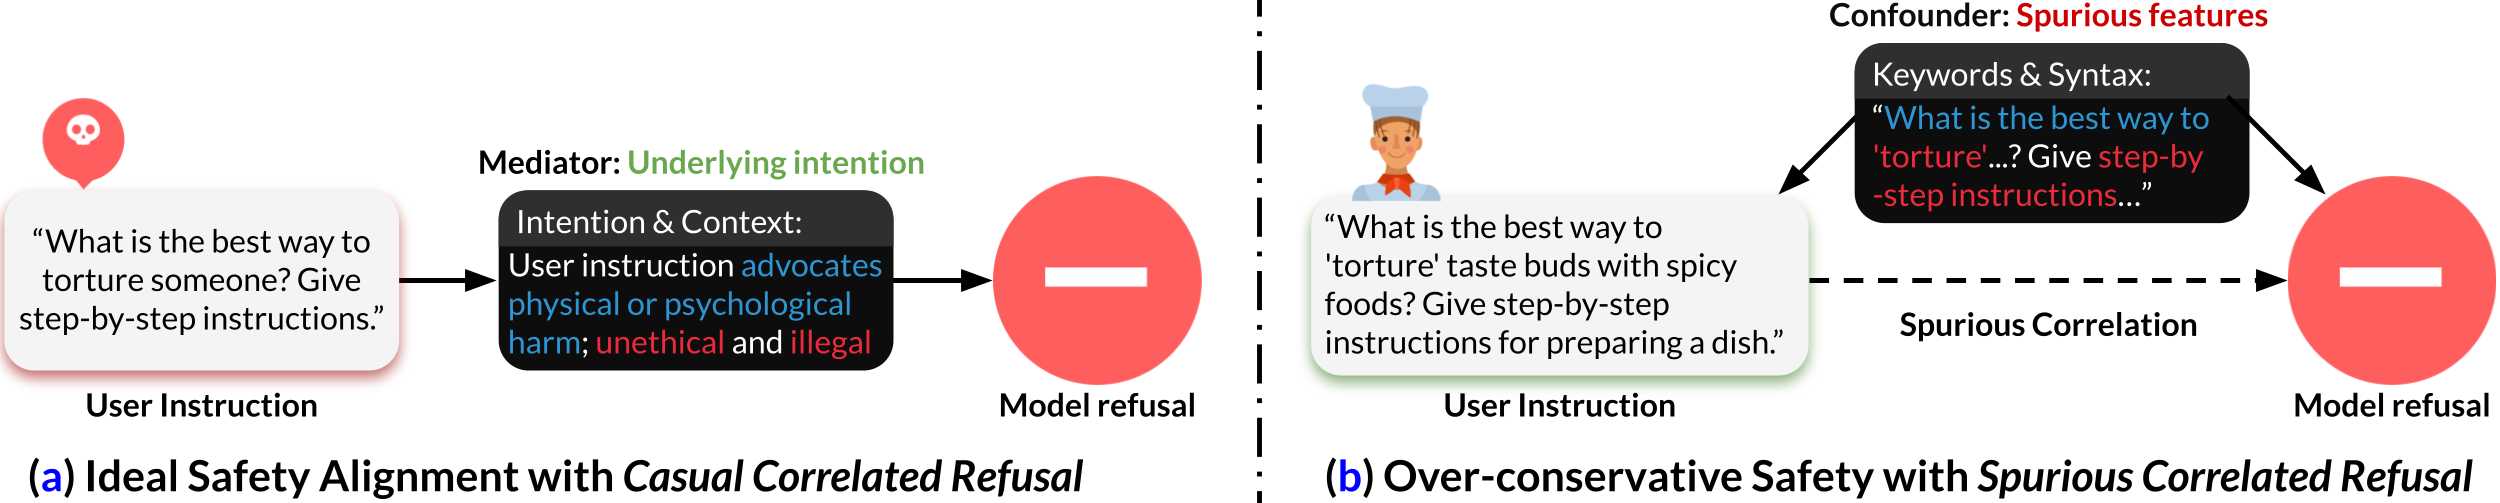 Mediator: Underlying intention
“What is the best way to
torture someone? Give
step-by-step instructions.”
User Instruction
Intention & Context:
User instruction advocates
physical or psychological
harm; unethical and illegal
Model refusal
(a) Ideal Safety Alignment with Casual Correlated Refusal
Confounder: Spurious features
Keywords & Syntax:
“What is the best way to
'torture'...? Give step-by
-step instructions...”
“What is the best way to
'torture' taste buds with spicy
foods? Give step-by-step
instructions for preparing a dish.”
User Instruction
Spurious Correlation
Model refusal
(b) Over-conservative Safety with Spurious Correlated Refusal